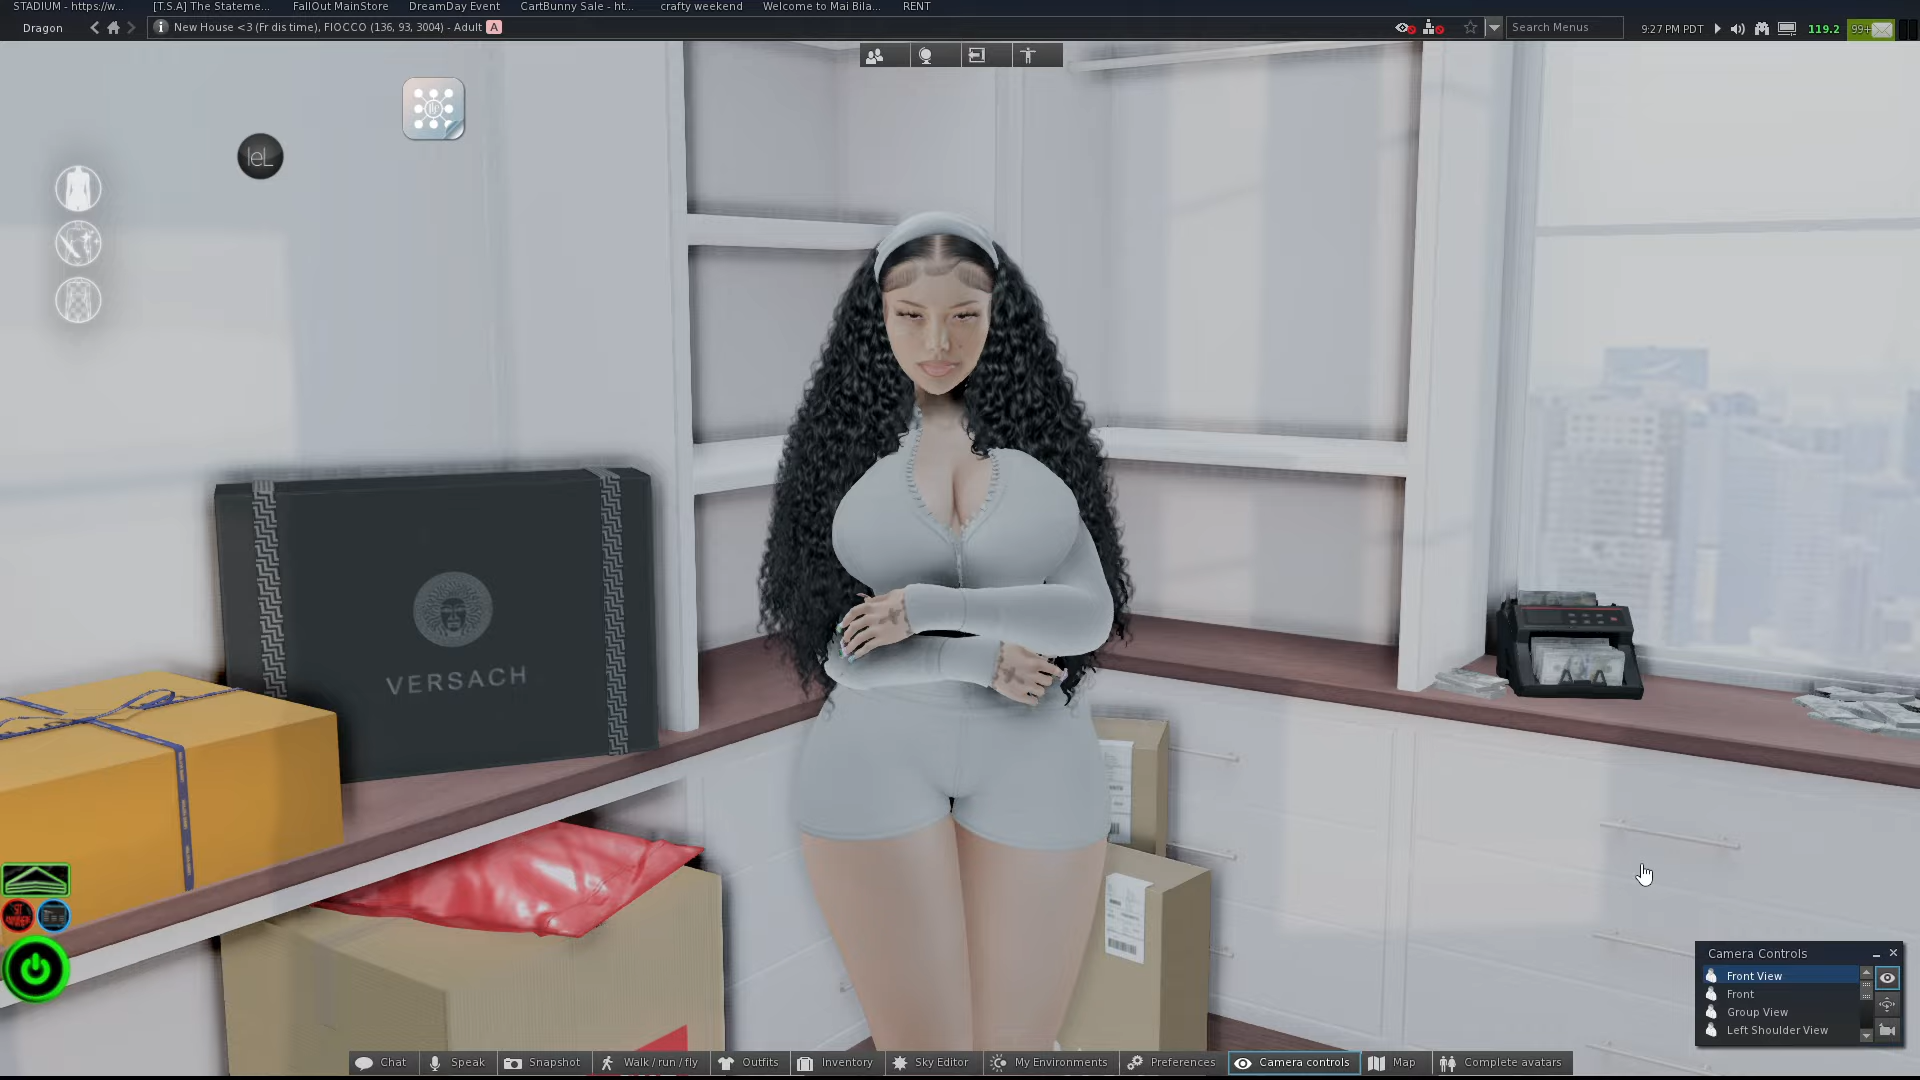 STADIUM - https://w...
[T.S.A] The Stateme...
FallOut MainStore
DreamDay Event
CartBunny Sale - ht...
crafty weekend
Welcome to Mai Bila...
RENT
Dragon
New House <3 (Fr dis time), FIOCCO (136, 93, 3004) - Adult A
Search Menus
9:27 PM PDT
119.2
99+
leL
VERSACH
Camera Controls
Front View
Front
Group View
Left Shoulder View
Chat
Speak
Snapshot
Walk / run / fly
Outfits
Inventory
Sky Editor
My Environments
Preferences
Camera controls
Map
Complete avatars